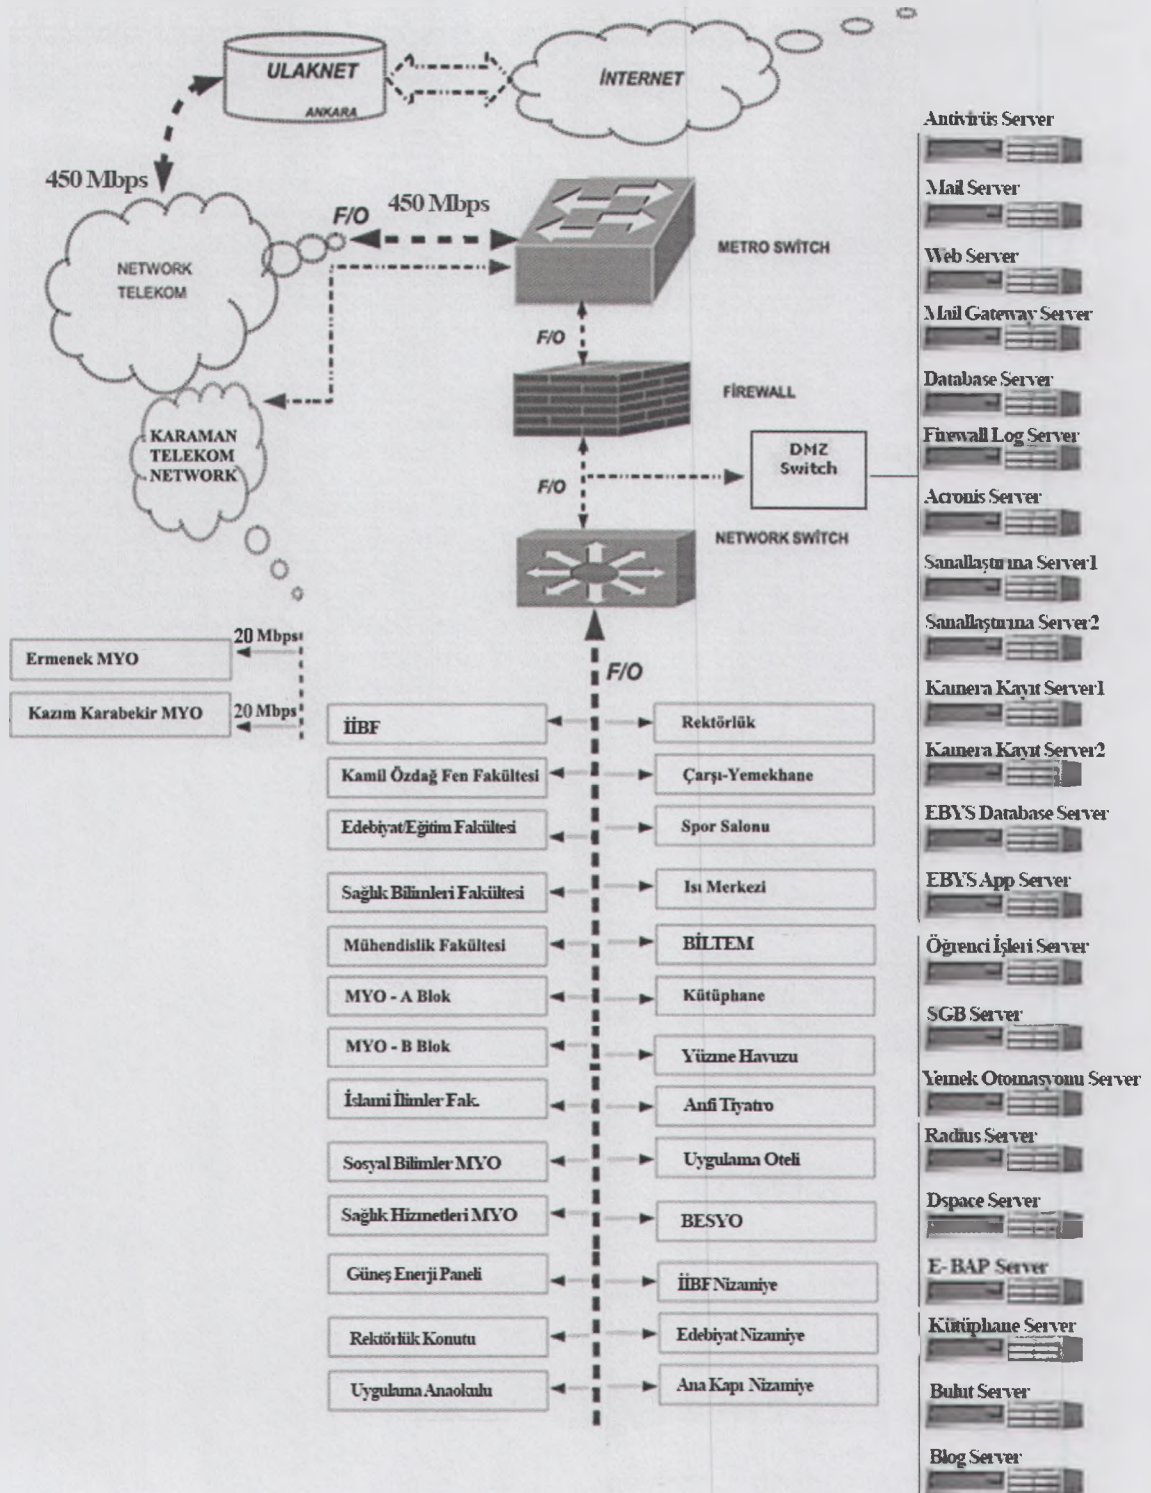 ULAKNET
ANKARA
İNTERNET
450 Mbps
F/O
450 Mbps
NETWORK
TELEKOM
METRO SWİTCH
F/O
FİREWALL
KARAMAN
TELEKOM
NETWORK
F/O
DMZ
Switch
NETWORK SWİTCH
F/O
20 Mbps
Ermenek MYO
20 Mbps
Kazım Karabekir MYO
İİBF
Kamil Özdağ Fen Fakültesi
Edebiyat/Eğitim Fakültesi
Sağlık Bilimleri Fakültesi
Mühendislik Fakültesi
MYO - A Blok
MYO - B Blok
İslami İlimler Fak.
Sosyal Bilimler MYO
Sağlık Hizmetleri MYO
Güneş Enerji Paneli
Rektörlük Konutu
Uygulama Anaokulu
Rektörlük
Çarşı-Yemekhane
Spor Salonu
Isı Merkezi
BİLTEM
Kütüphane
Yüzme Havuzu
Anfi Tiyatro
Uygulama Oteli
BESYO
İİBF Nizamiye
Edebiyat Nizamiye
Ana Kapı Nizamiye
Antivirüs Server
Mail Server
Web Server
Mail Gateway Server
Database Server
Firewall Log Server
Acronis Server
Sanallaştırma Server1
Sanallaştırma Server2
Kamera Kayıt Server1
Kamera Kayıt Server2
EBYS Database Server
EBYS App Server
Öğrenci İşleri Server
SGB Server
Yemek Otomasyonu Server
Radius Server
Dspace Server
E- BAP Server
Kütüphane Server
Bulut Server
Blog Server